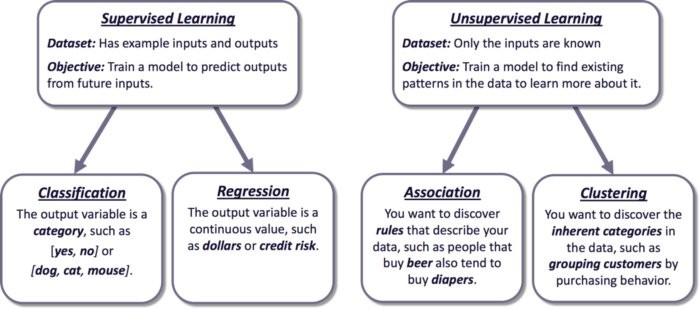 Supervised Learning
Dataset: Has example inputs and outputs
Objective: Train a model to predict outputs
from future inputs.
Unsupervised Learning
Dataset: Only the inputs are known
Objective: Train a model to find existing
patterns in the data to learn more about it.
Classification
The output variable is a
category, such as
[yes, no] or
[dog, cat, mouse].
Regression
The output variable is a
continuous value, such
as dollars or credit risk.
Association
You want to discover
rules that describe your
data, such as people that
buy beer also tend to
buy diapers.
Clustering
You want to discover the
inherent categories in
the data, such as
grouping customers by
purchasing behavior.